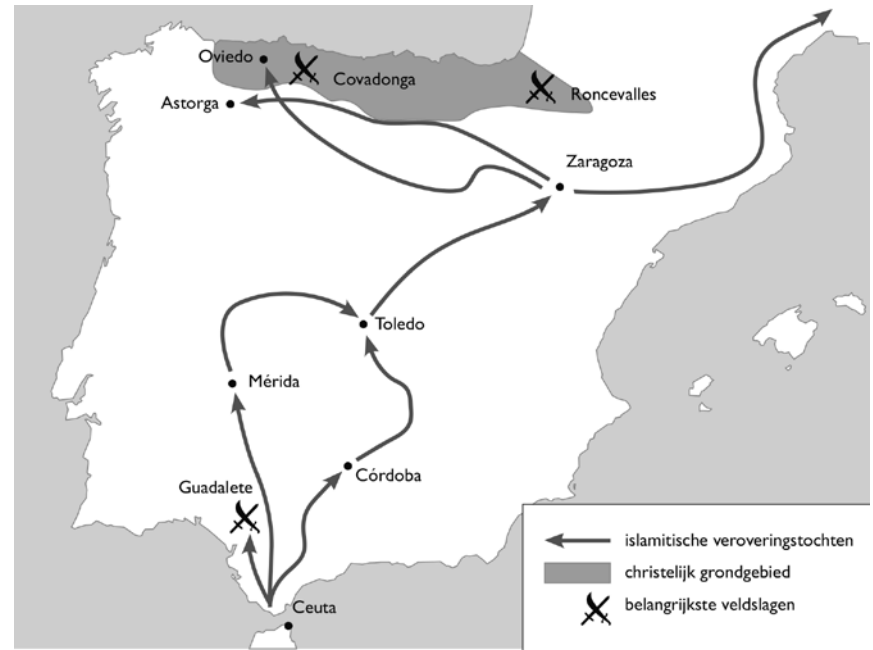 Oviedo
Covadonga
Astorga
Roncevalles
Zaragoza
Toledo
Mérida
Córdoba
Guadalete
Ceuta
islamitische veroveringstochten
christelijk grondgebied
belangrijkste veldslagen